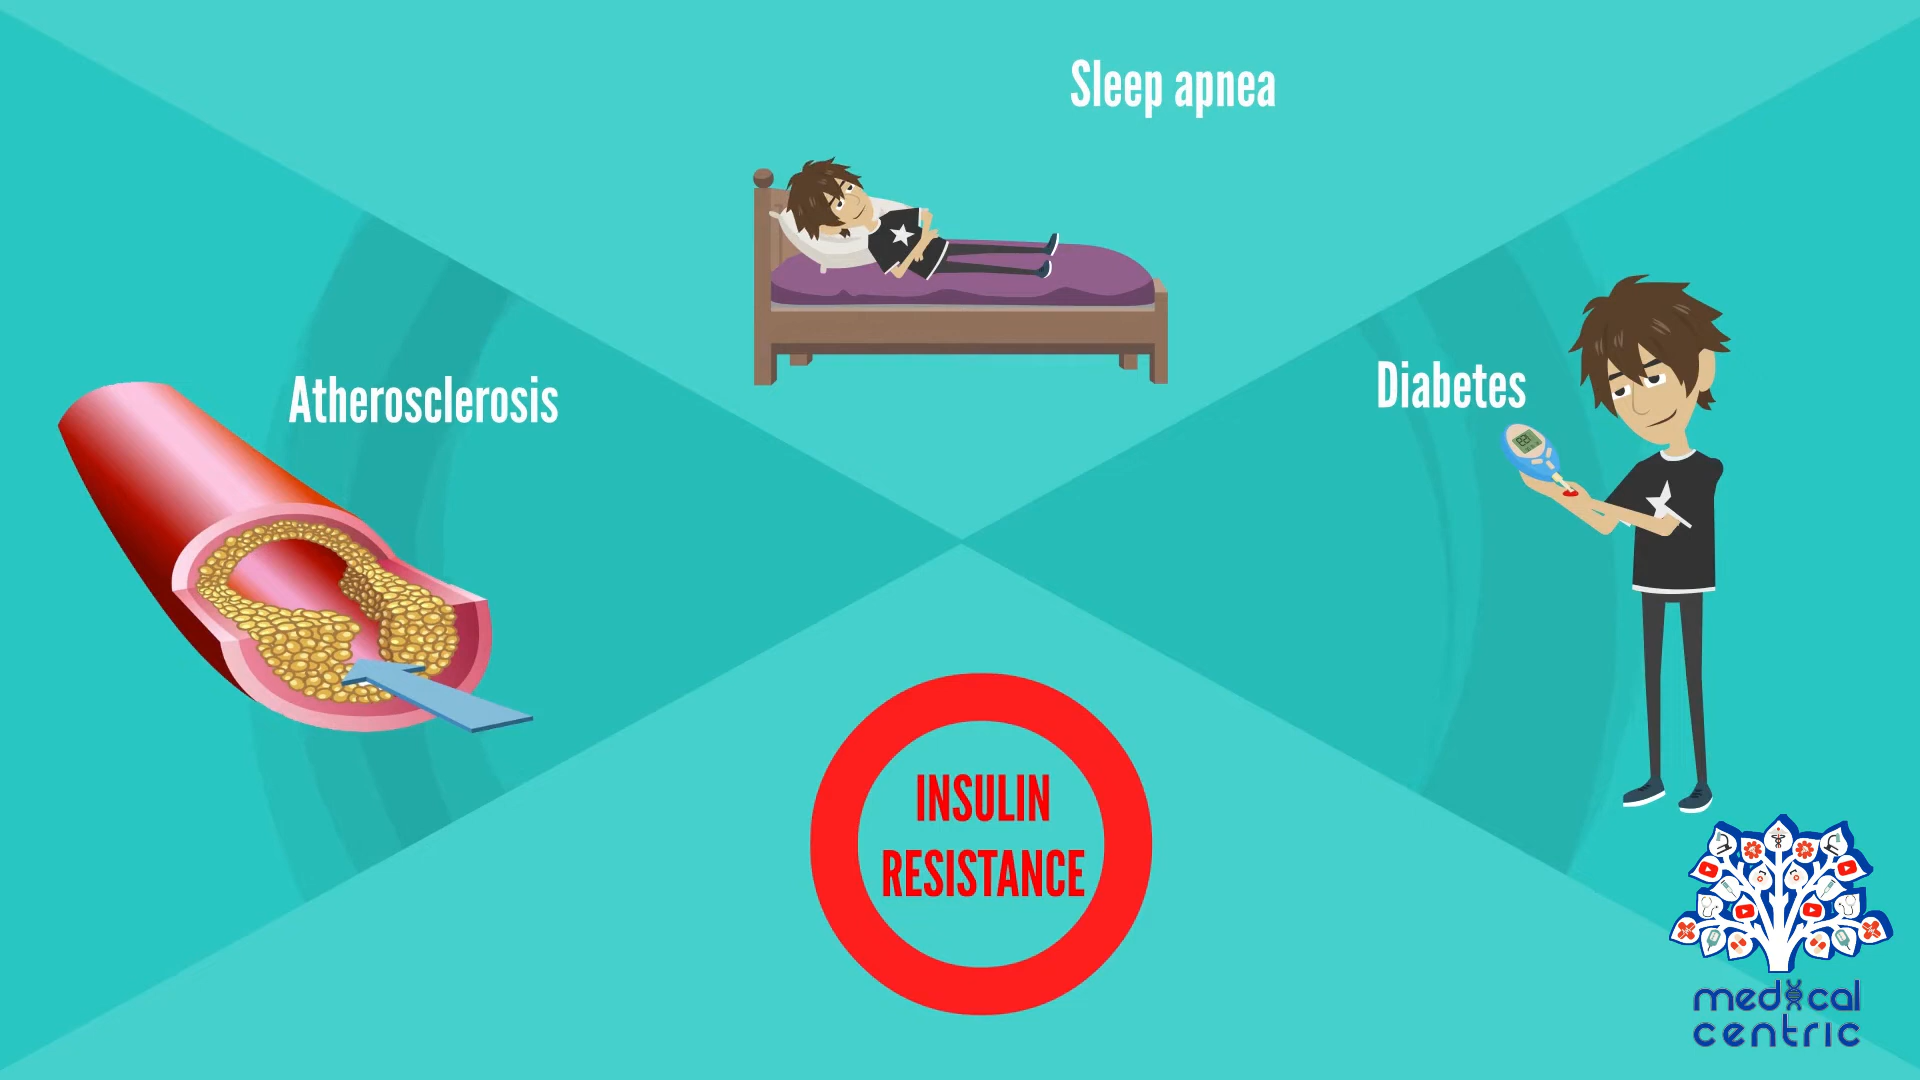 Sleep apnea
Atherosclerosis
Diabetes
INSULIN
RESISTANCE
medical
centric